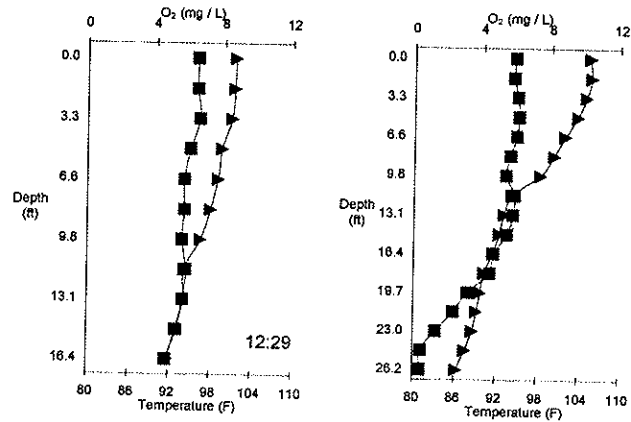 O₂ (mg / L)
0 4 8 12
0.0
3.3
6.6
Depth
(ft)
9.8
13.1
16.4
12:29
80 86 92 98 104 110
Temperature (F)
O₂ (mg / L)
0 4 8 12
0.0
3.3
6.6
9.8
Depth
(ft)
13.1
16.4
19.7
23.0
26.2
80 86 92 98 104 110
Temperature (F)